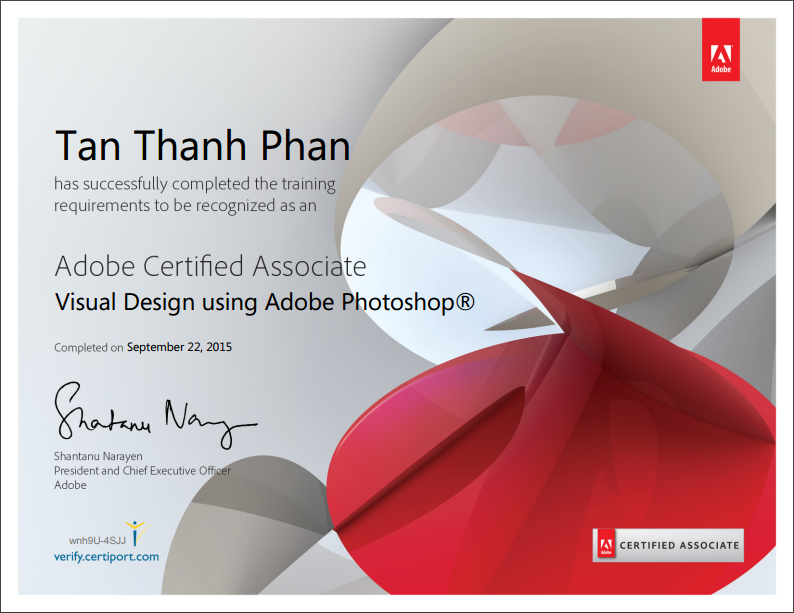 Adobe
Tan Thanh Phan
has successfully completed the training
requirements to be recognized as an
Adobe Certified Associate
Visual Design using Adobe Photoshop®
Completed on September 22, 2015
Shantanu Narayen
Shantanu Narayen
President and Chief Executive Officer
Adobe
wnh9U-4SJJ
verify.certiport.com
Adobe
CERTIFIED ASSOCIATE